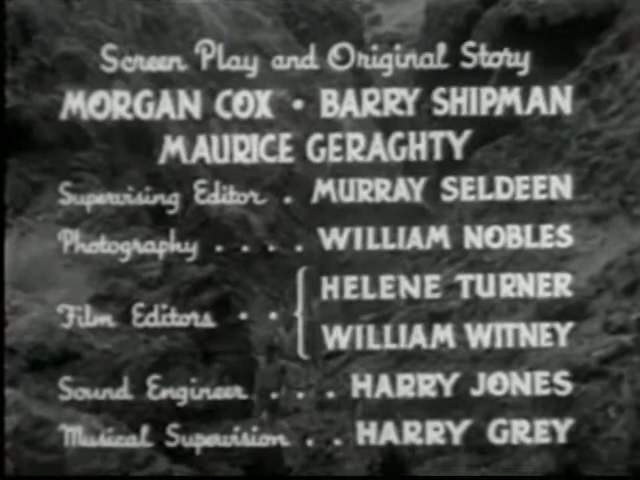 Screen Play and Original Story
MORGAN COX • BARRY SHIPMAN
MAURICE GERAGHTY
Supervising Editor . MURRAY SELDEEN
Photography . . . . WILLIAM NOBLES
Film Editors . . { HELENE TURNER
WILLIAM WITNEY
Sound Engineer . . . HARRY JONES
Musical Supervision . . HARRY GREY